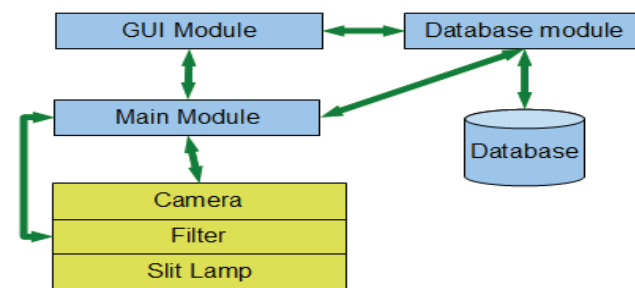 GUI Module
Database module
Main Module
Database
Camera
Filter
Slit Lamp